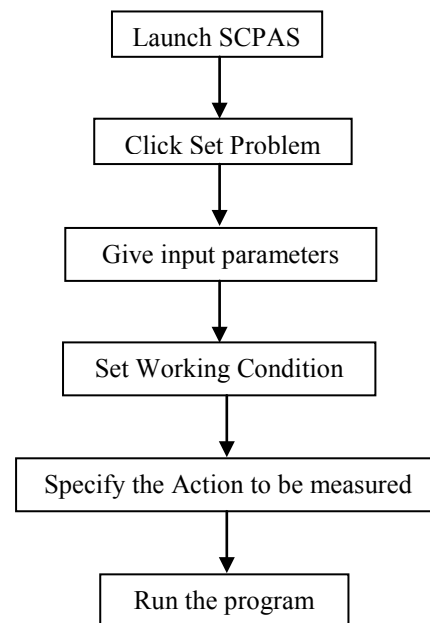 Launch SCPAS
Click Set Problem
Give input parameters
Set Working Condition
Specify the Action to be measured
Run the program